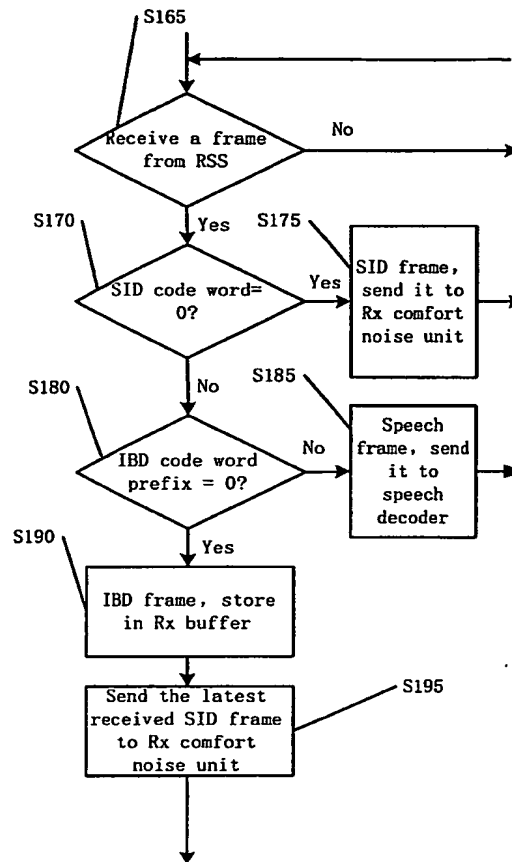 S165
Receive a frame
from RSS
No
Yes
S170
SID code word=
0?
Yes
S175
SID frame,
send it to
Rx comfort
noise unit
No
S180
IBD code word
prefix = 0?
No
S185
Speech
frame, send
it to
speech
decoder
Yes
S190
IBD frame, store
in Rx buffer
Send the latest
received SID frame
to Rx comfort
noise unit
S195